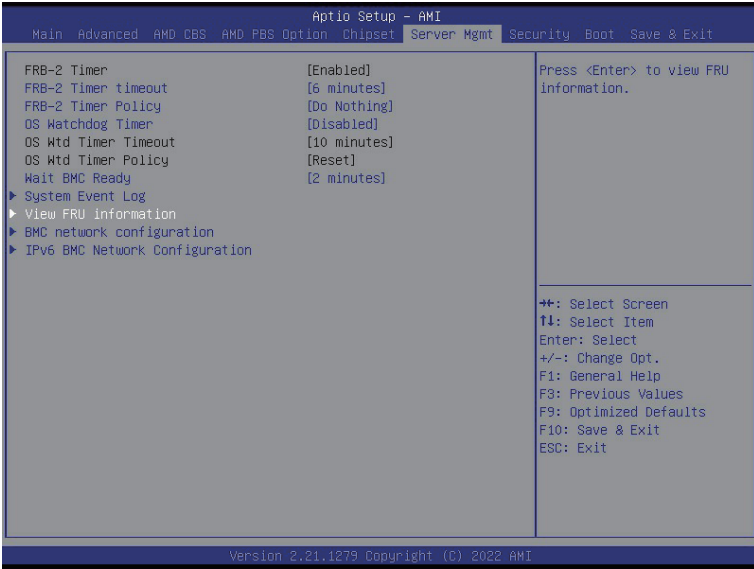 Aptio Setup – AMI
Main Advanced AMD CBS AMD PBS Option Chipset Server Mgmt Security Boot Save & Exit
FRB-2 Timer [Enabled]
FRB-2 Timer timeout [6 minutes]
FRB-2 Timer Policy [Do Nothing]
OS Watchdog Timer [Disabled]
OS Wtd Timer Timeout [10 minutes]
OS Wtd Timer Policy [Reset]
Wait BMC Ready [2 minutes]
System Event Log
View FRU information
BMC network configuration
IPv6 BMC Network Configuration
Press <Enter> to view FRU
information.
→←: Select Screen
↑↓: Select Item
Enter: Select
+/-: Change Opt.
F1: General Help
F3: Previous Values
F9: Optimized Defaults
F10: Save & Exit
ESC: Exit
Version 2.21.1279 Copyright (C) 2022 AMI